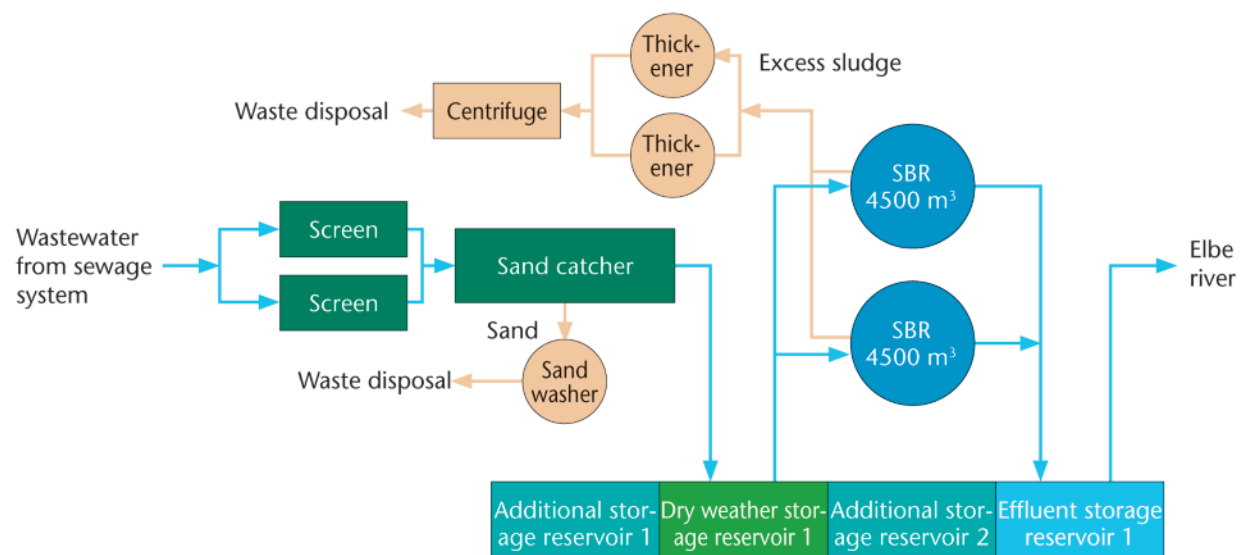 Thick-
ener
Excess sludge
Waste disposal
Centrifuge
Thick-
ener
SBR
4500 m³
Wastewater
from sewage
system
Screen
Screen
Sand catcher
Elbe
river
Sand
SBR
4500 m³
Waste disposal
Sand
washer
Additional stor-
age reservoir 1
Dry weather stor-
age reservoir 1
Additional stor-
age reservoir 2
Effluent storage
reservoir 1